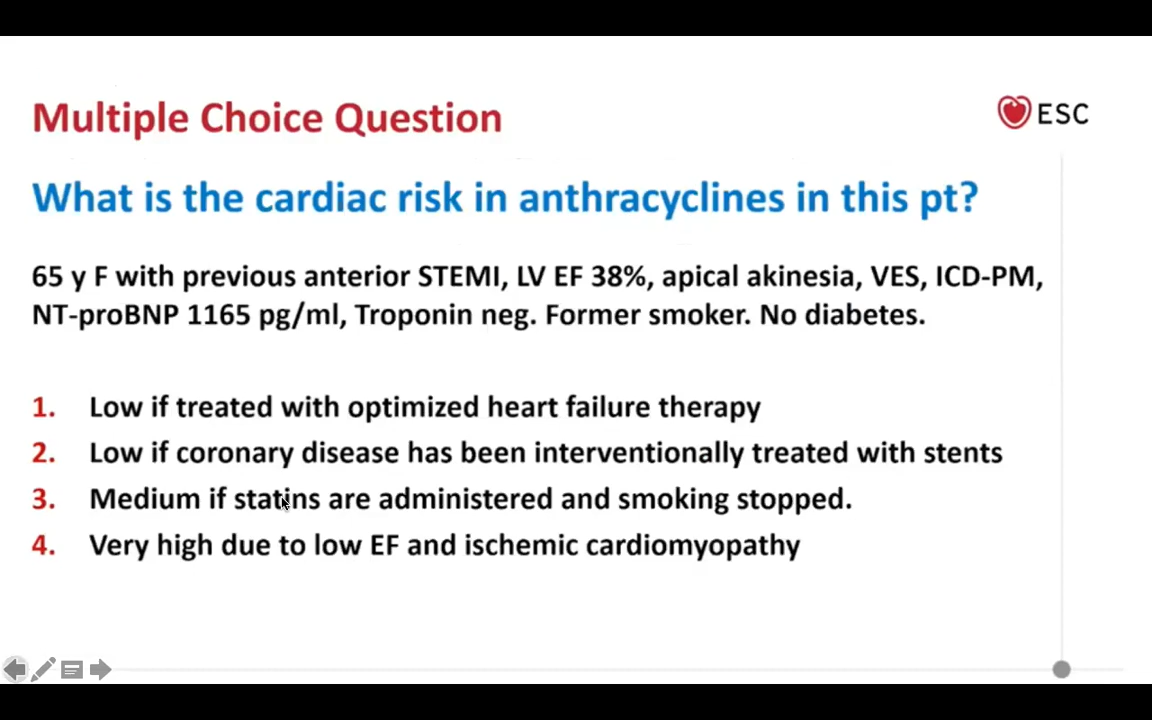 Multiple Choice Question
ESC
What is the cardiac risk in anthracyclines in this pt?
65 y F with previous anterior STEMI, LV EF 38%, apical akinesia, VES, ICD-PM,
NT-proBNP 1165 pg/ml, Troponin neg. Former smoker. No diabetes.
1. Low if treated with optimized heart failure therapy
2. Low if coronary disease has been interventionally treated with stents
3. Medium if statins are administered and smoking stopped.
4. Very high due to low EF and ischemic cardiomyopathy